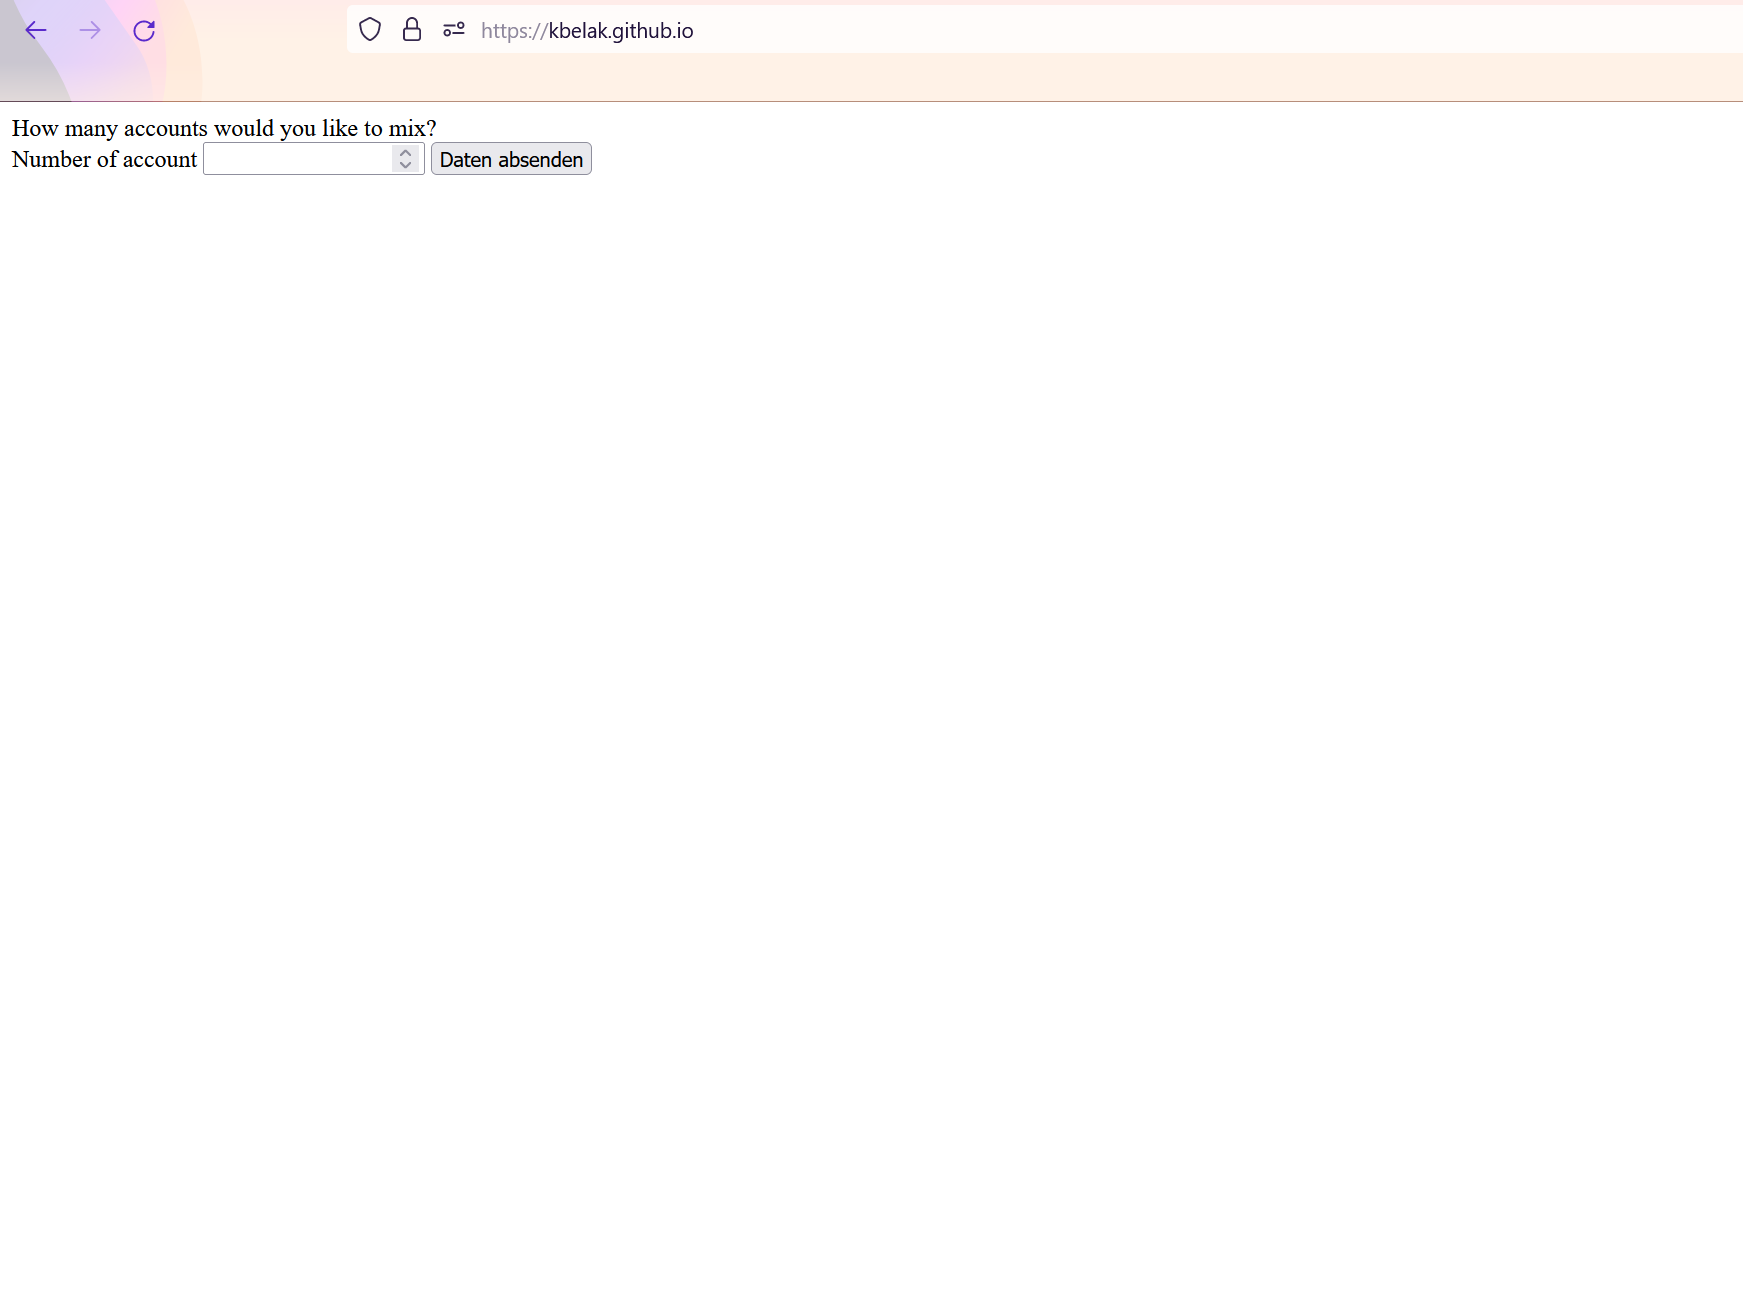 https://kbelak.github.io
How many accounts would you like to mix?
Number of account Daten absenden